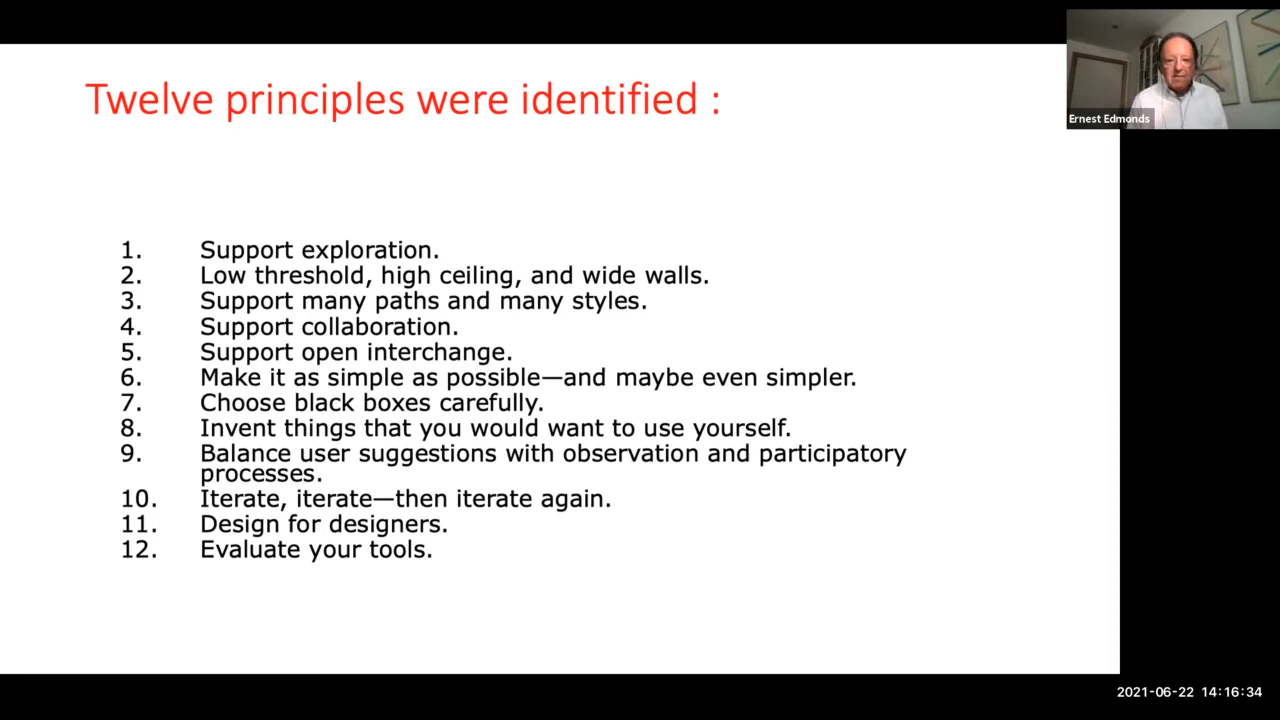 Twelve principles were identified :
Ernest Edmonds
1. Support exploration.
2. Low threshold, high ceiling, and wide walls.
3. Support many paths and many styles.
4. Support collaboration.
5. Support open interchange.
6. Make it as simple as possible—and maybe even simpler.
7. Choose black boxes carefully.
8. Invent things that you would want to use yourself.
9. Balance user suggestions with observation and participatory
processes.
10. Iterate, iterate—then iterate again.
11. Design for designers.
12. Evaluate your tools.
2021-06-22 14:16:34